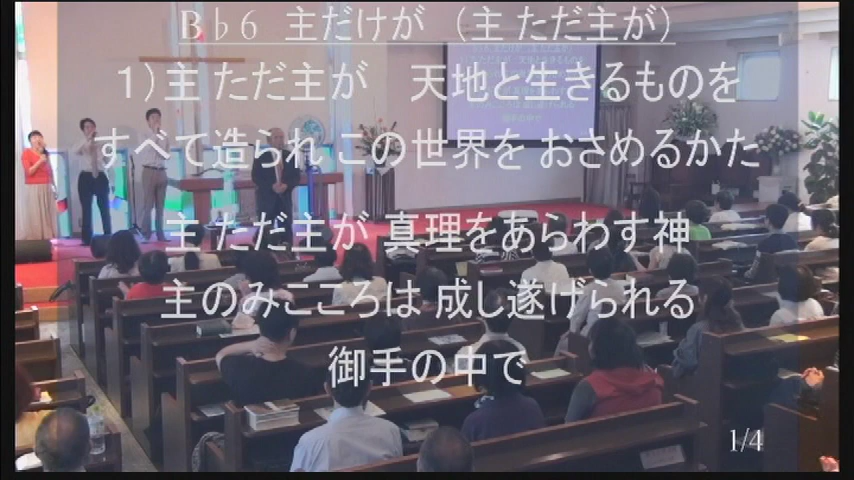 B♭6 主だけが （主 ただ主が）
1）主 ただ主が 天地と生きるものを
すべて造られ この世界を おさめるかた
主 ただ主が 真理をあらわす神
主のみこころは 成し遂げられる
御手の中で
1/4